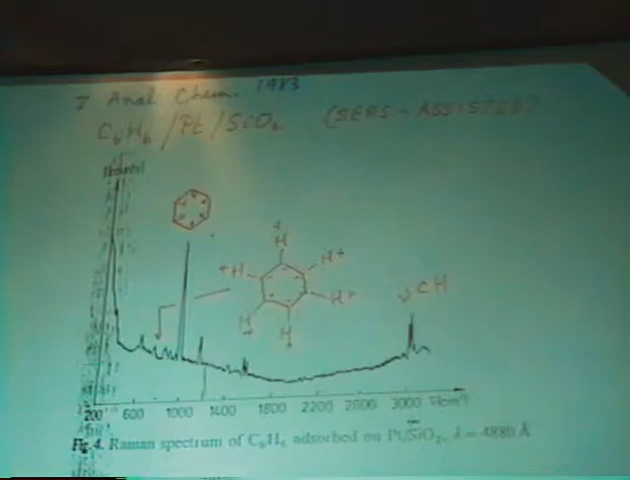 Z. Anal Chem. 1983
C6H6 /Pt /SiO2 (SERS - ASSISTED)
+
H
+H H+
H+
H
+
H
+
ν CH
200 600 1000 1400 1800 2200 2600 3000
Fig.4. Raman spectrum of C6H6 adsorbed on Pt/SiO2, λ = 4880 Å